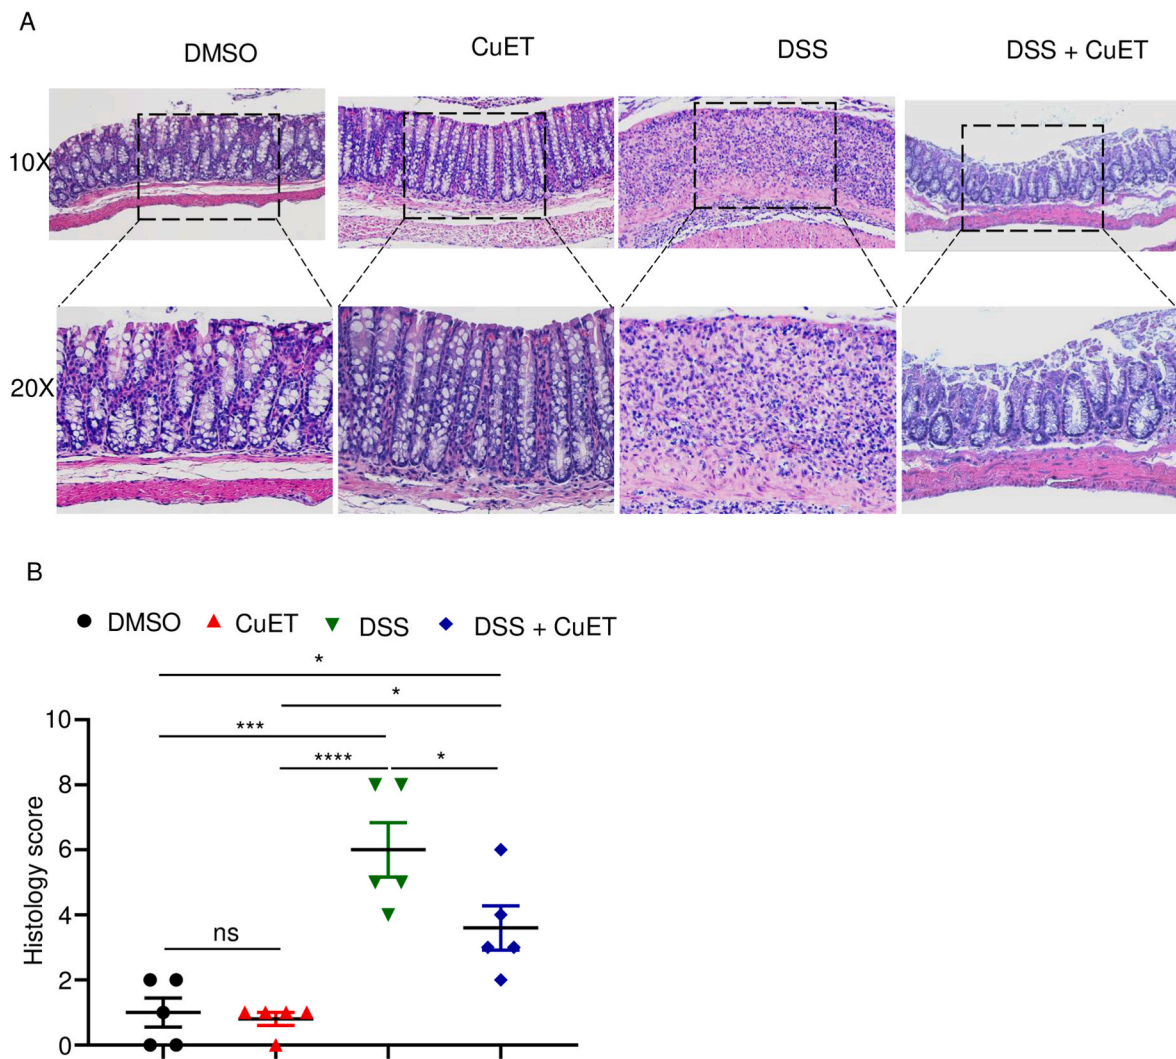 A
DMSO CuET DSS DSS + CuET
10X
20X
B
DMSO CuET DSS DSS + CuET
*
*
***
**** *
ns
Histology score
10
8
6
4
2
0